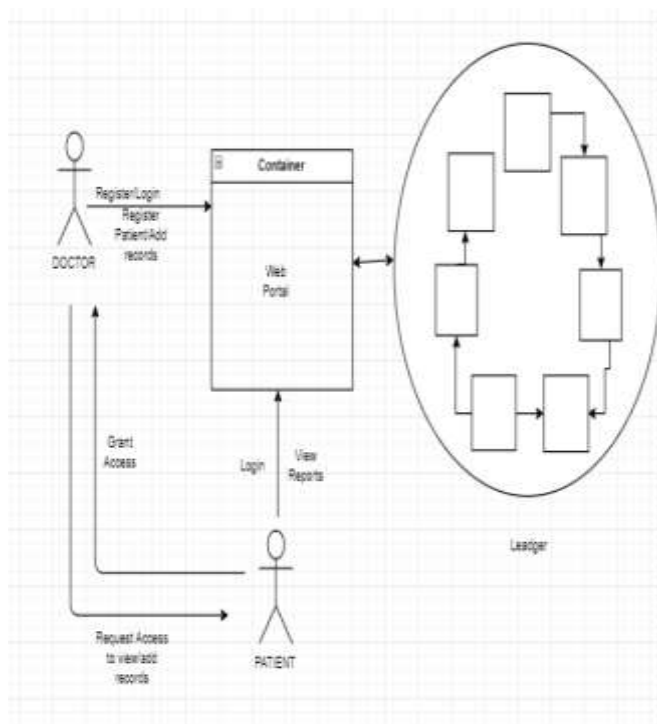 Container
Register/Login
Register
Patient/Add
records
DOCTOR
Web
Portal
Grant
Access
Login
View
Reports
Leadger
Request Access
to view/add
records
PATIENT